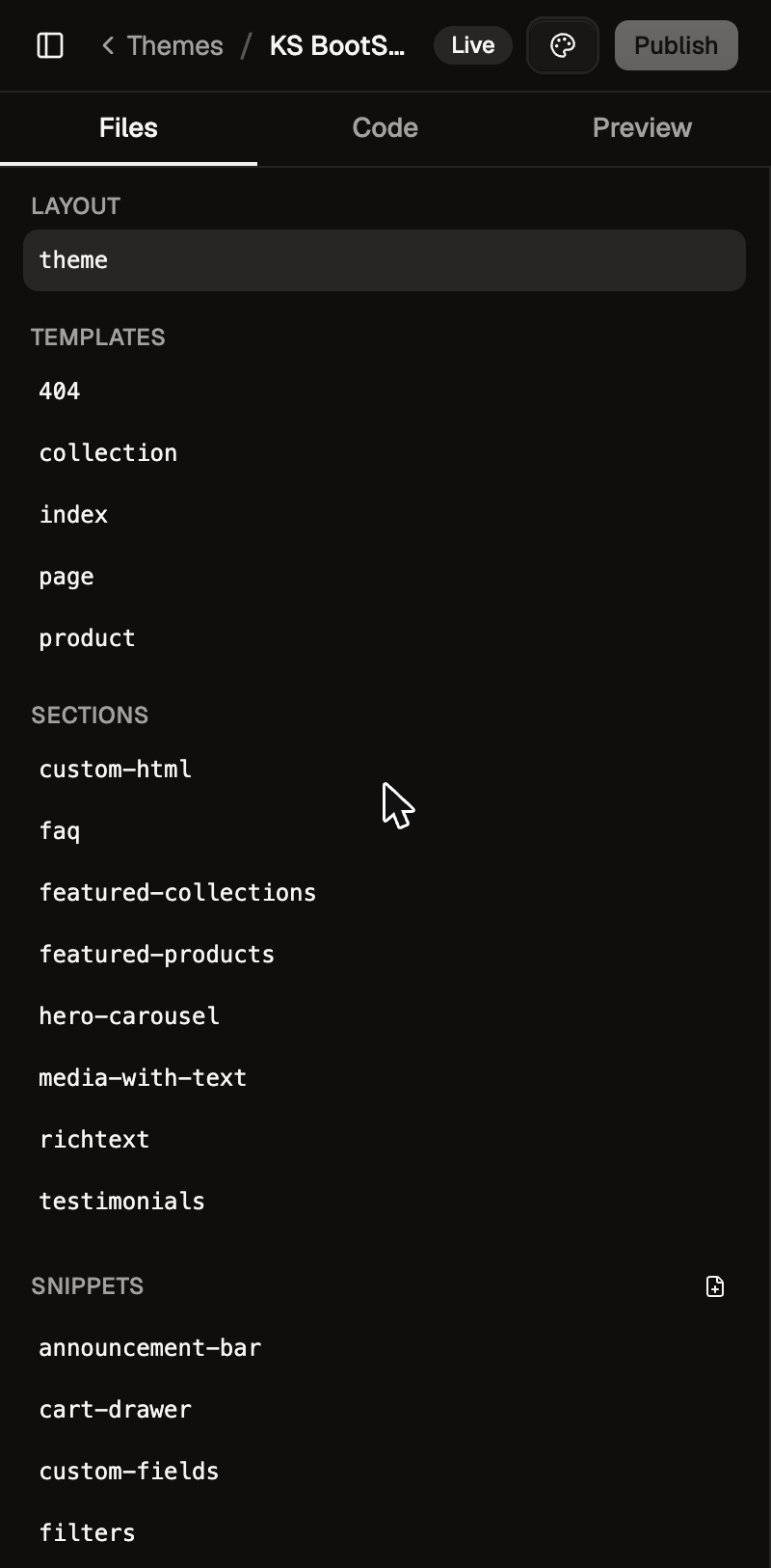 Themes / KS BootS... Live Publish
Files Code Preview
LAYOUT
theme
TEMPLATES
404
collection
index
page
product
SECTIONS
custom-html
faq
featured-collections
featured-products
hero-carousel
media-with-text
richtext
testimonials
SNIPPETS
announcement-bar
cart-drawer
custom-fields
filters